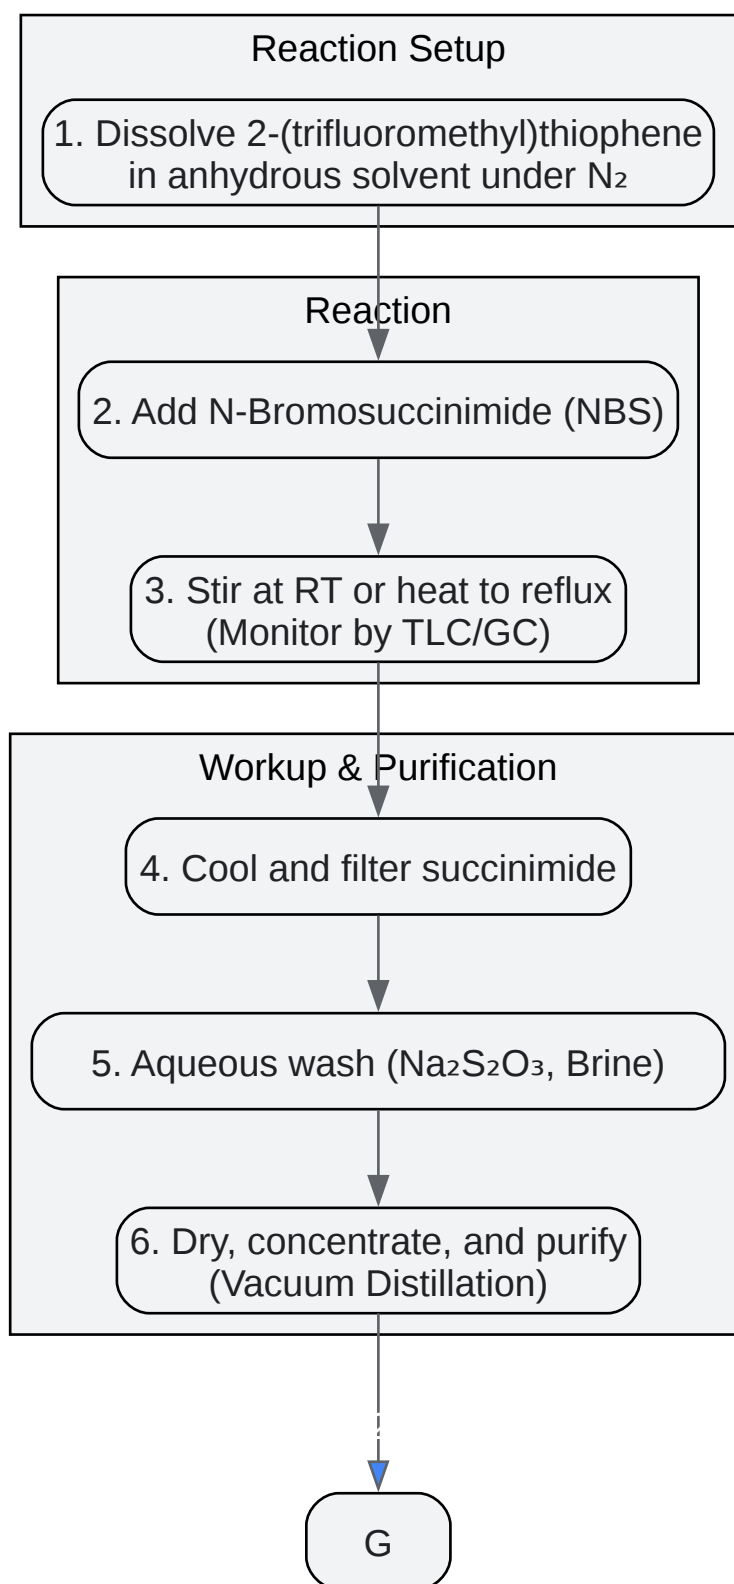 Reaction Setup
1. Dissolve 2-(trifluoromethyl)thiophene
in anhydrous solvent under N₂
Reaction
2. Add N-Bromosuccinimide (NBS)
3. Stir at RT or heat to reflux
(Monitor by TLC/GC)
Workup & Purification
4. Cool and filter succinimide
5. Aqueous wash (Na₂S₂O₃, Brine)
6. Dry, concentrate, and purify
(Vacuum Distillation)
G